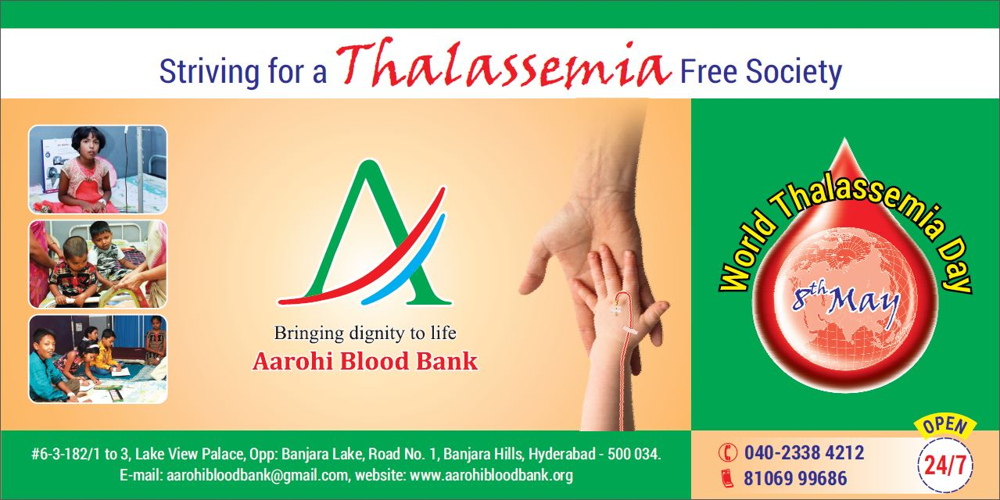 Striving for a Thalassemia Free Society
World Thalassemia Day
8th May
Bringing dignity to life
Aarohi Blood Bank
#6-3-182/1 to 3, Lake View Palace, Opp: Banjara Lake, Road No. 1, Banjara Hills, Hyderabad - 500 034.
E-mail: aarohibloodbank@gmail.com, website: www.aarohibloodbank.org
040-2338 4212
81069 99686
OPEN
24/7